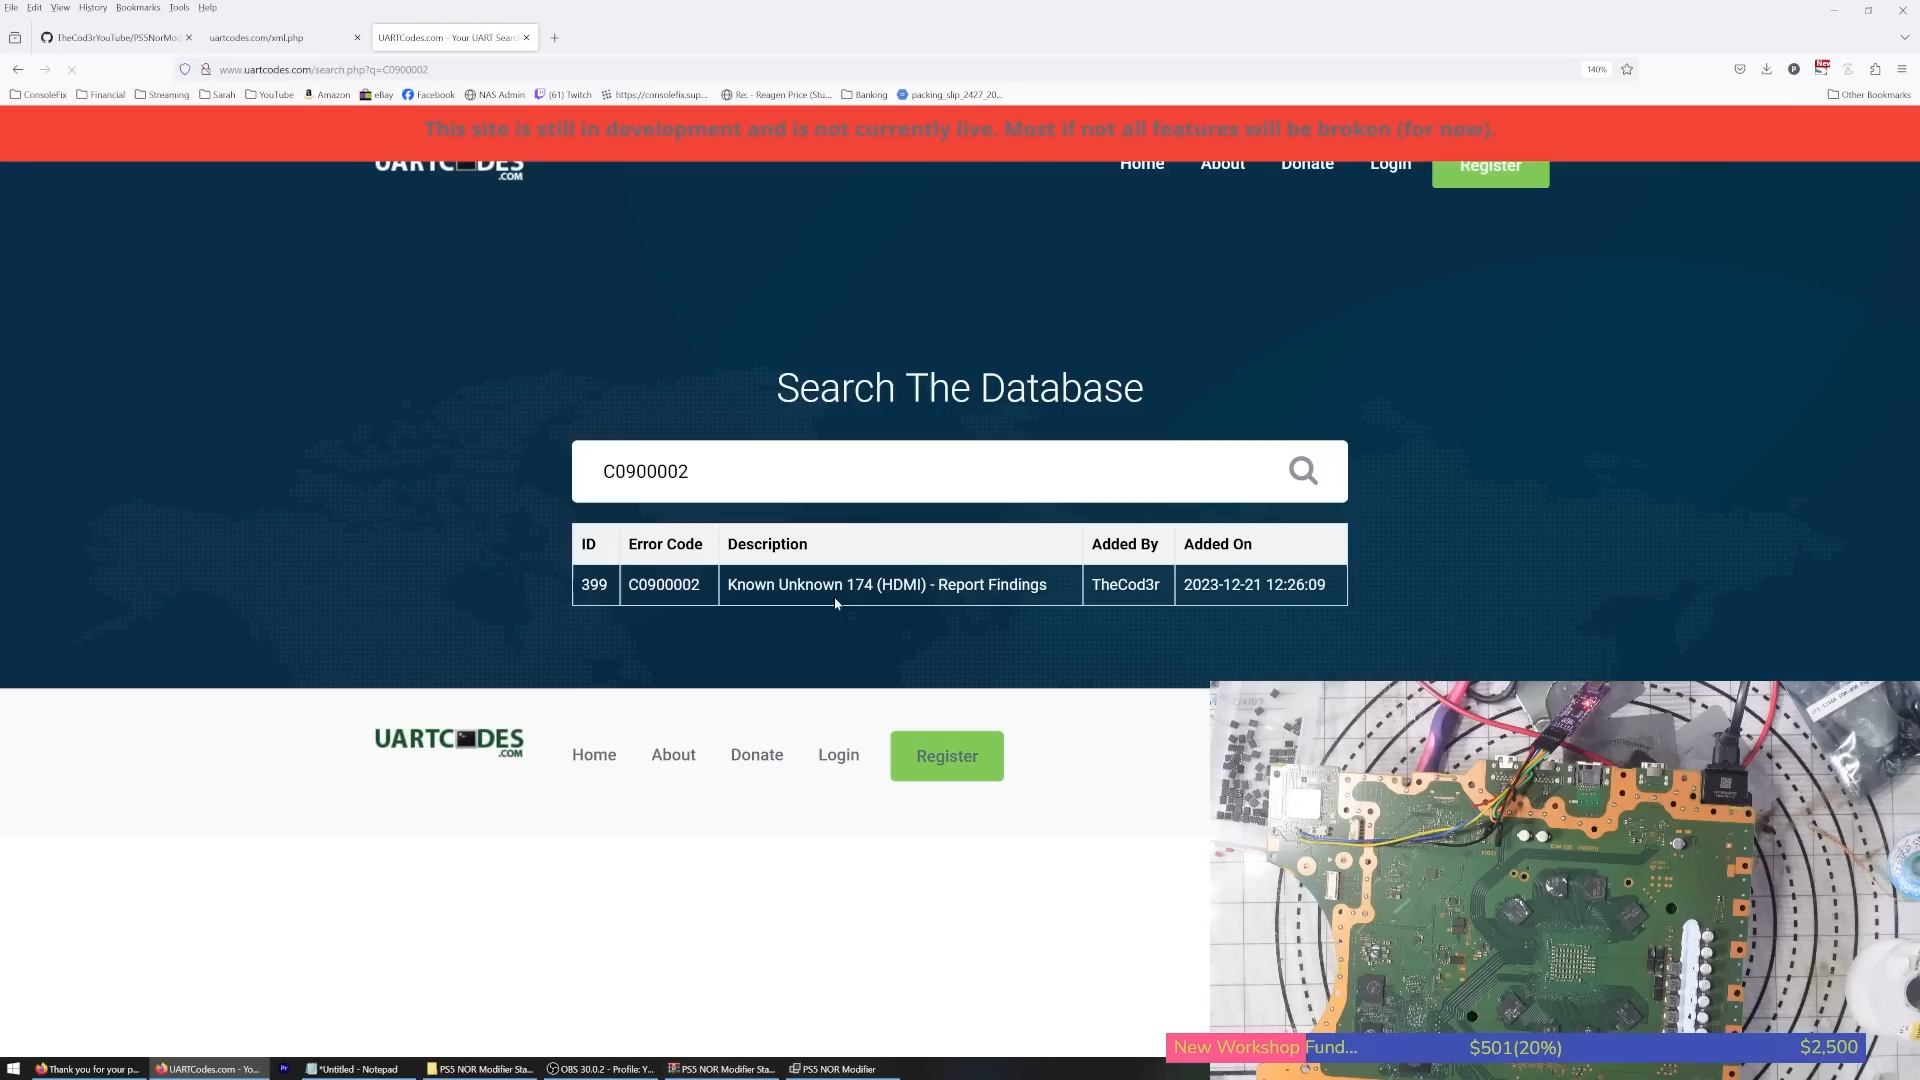 File Edit View History Bookmarks Tools Help
TheCod3rYouTube/PS5NorMod
uartcodes.com/xml.php
UARTCodes.com - Your UART Searc
www.uartcodes.com/search.php?q=C0900002
140%
New
ConsoleFix Financial Streaming Sarah YouTube Amazon eBay Facebook NAS Admin (61) Twitch https://consolefix.sup... Re: - Reagen Price (Stu... Banking packing_slip_2427_20... Other Bookmarks
This site is still in development and is not currently live. Most if not all features will be broken (for now).
UARTCODES
.COM
Home About Donate Login Register
Search The Database
C0900002
ID Error Code Description Added By Added On
399 C0900002 Known Unknown 174 (HDMI) - Report Findings TheCod3r 2023-12-21 12:26:09
UARTCODES
.COM
Home About Donate Login Register
New Workshop Fund... $501(20%) $2,500
Thank you for your p... UARTCodes.com - Yo... Pr *Untitled - Notepad PS5 NOR Modifier Sta... OBS 30.0.2 - Profile: Y... PS5 NOR Modifier Sta... PS5 NOR Modifier